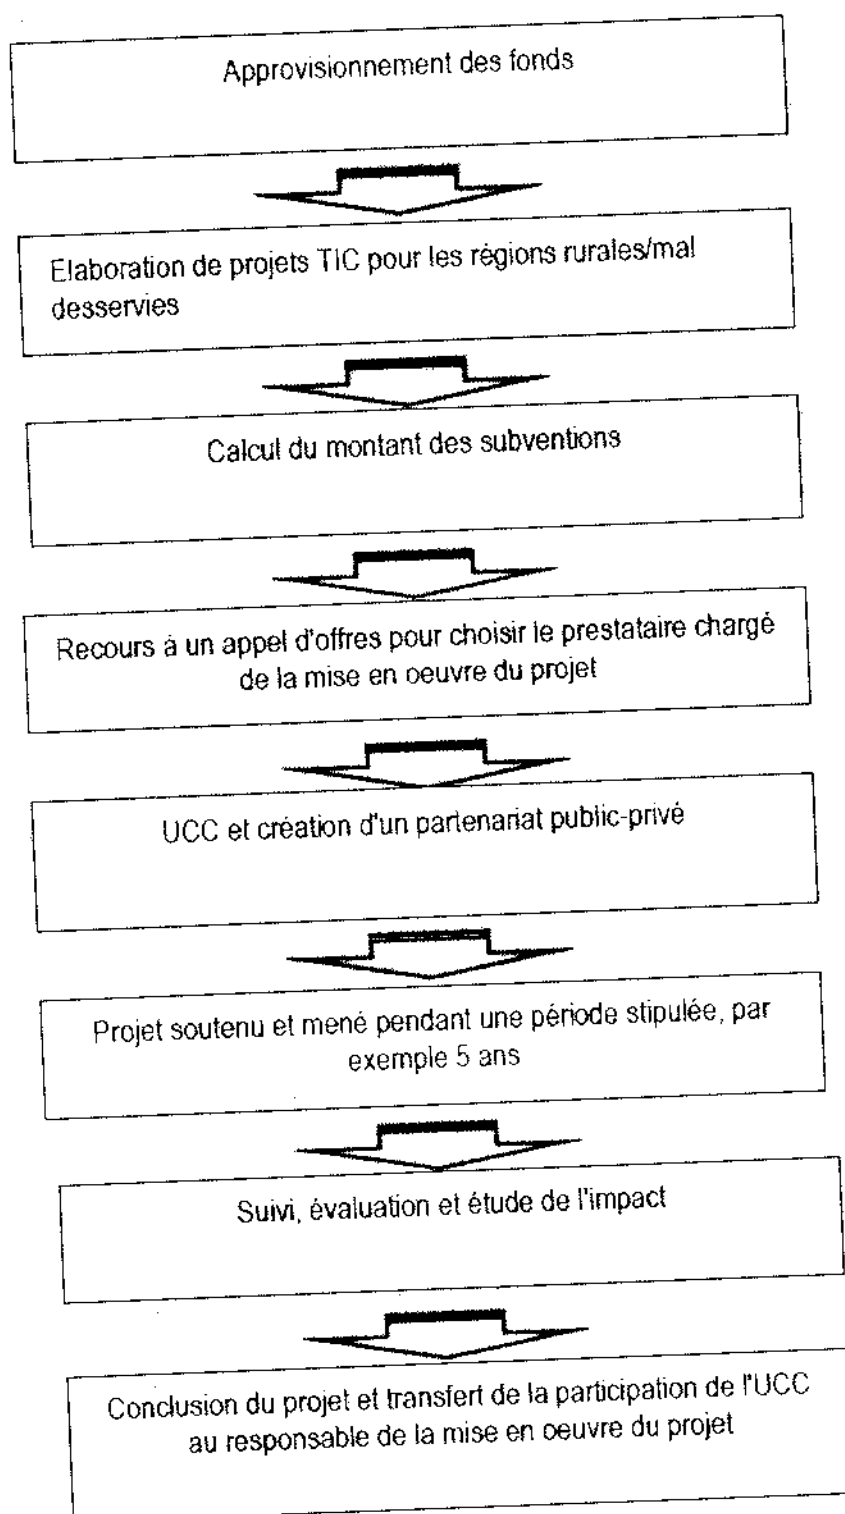 Approvisionnement des fonds
Elaboration de projets TIC pour les régions rurales/mal
desservies
Calcul du montant des subventions
Recours à un appel d'offres pour choisir le prestataire chargé
de la mise en oeuvre du projet
UCC et création d'un partenariat public-privé
Projet soutenu et mené pendant une période stipulée, par
exemple 5 ans
Suivi, évaluation et étude de l'impact
Conclusion du projet et transfert de la participation de l'UCC
au responsable de la mise en oeuvre du projet